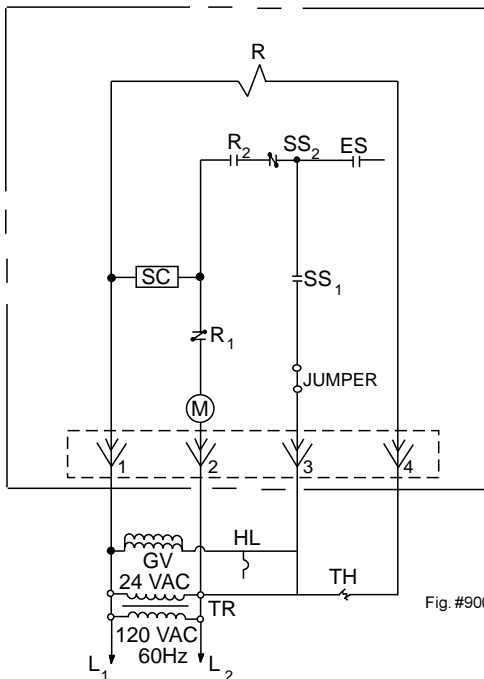 R
R2 SS2 ES
SC
SS1
R1
JUMPER
M
1 2 3 4
HL
GV
24 VAC
TH
TR
120 VAC
60Hz
L1 L2
Fig. #900